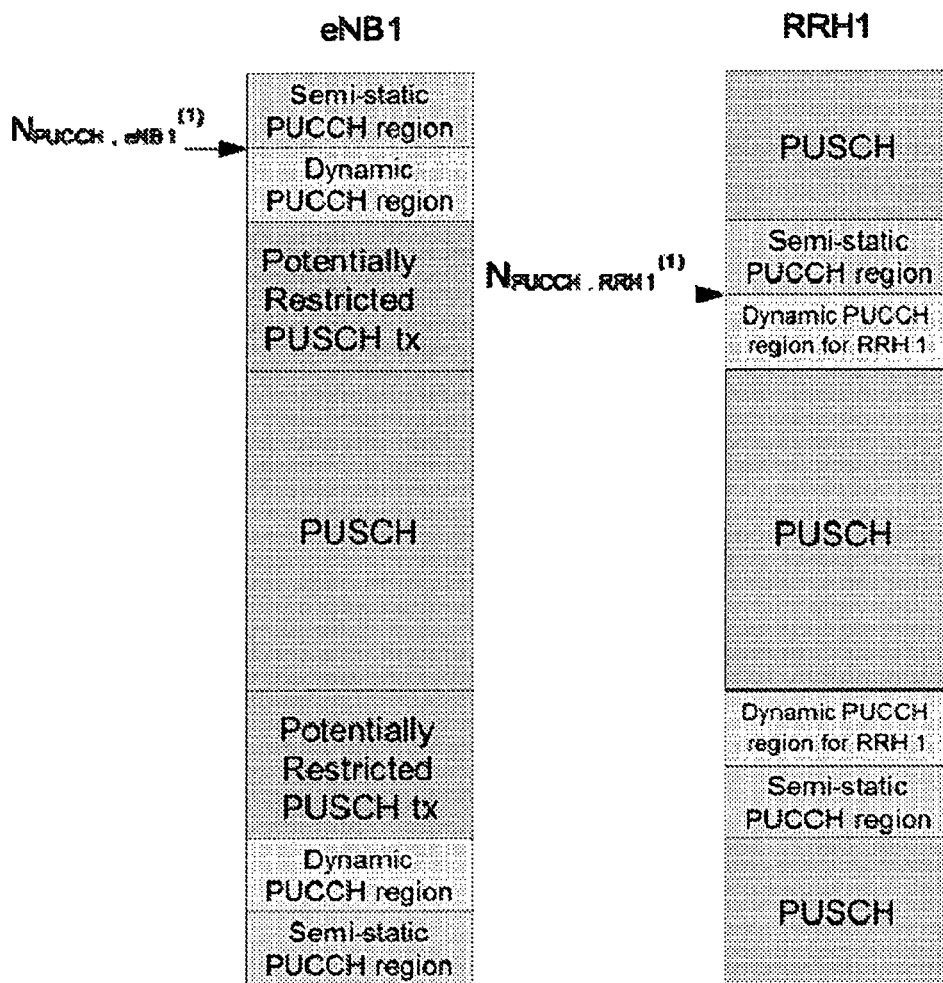 eNB1
N PUCCH, eNB1 (1)
Semi-static
PUCCH region
Dynamic
PUCCH region
Potentially
Restricted
PUSCH tx
PUSCH
Potentially
Restricted
PUSCH tx
Dynamic
PUCCH region
Semi-static
PUCCH region
RRH1
PUSCH
N PUCCH, RRH1 (1)
Semi-static
PUCCH region
Dynamic PUCCH
region for RRH 1
PUSCH
Dynamic PUCCH
region for RRH 1
Semi-static
PUCCH region
PUSCH